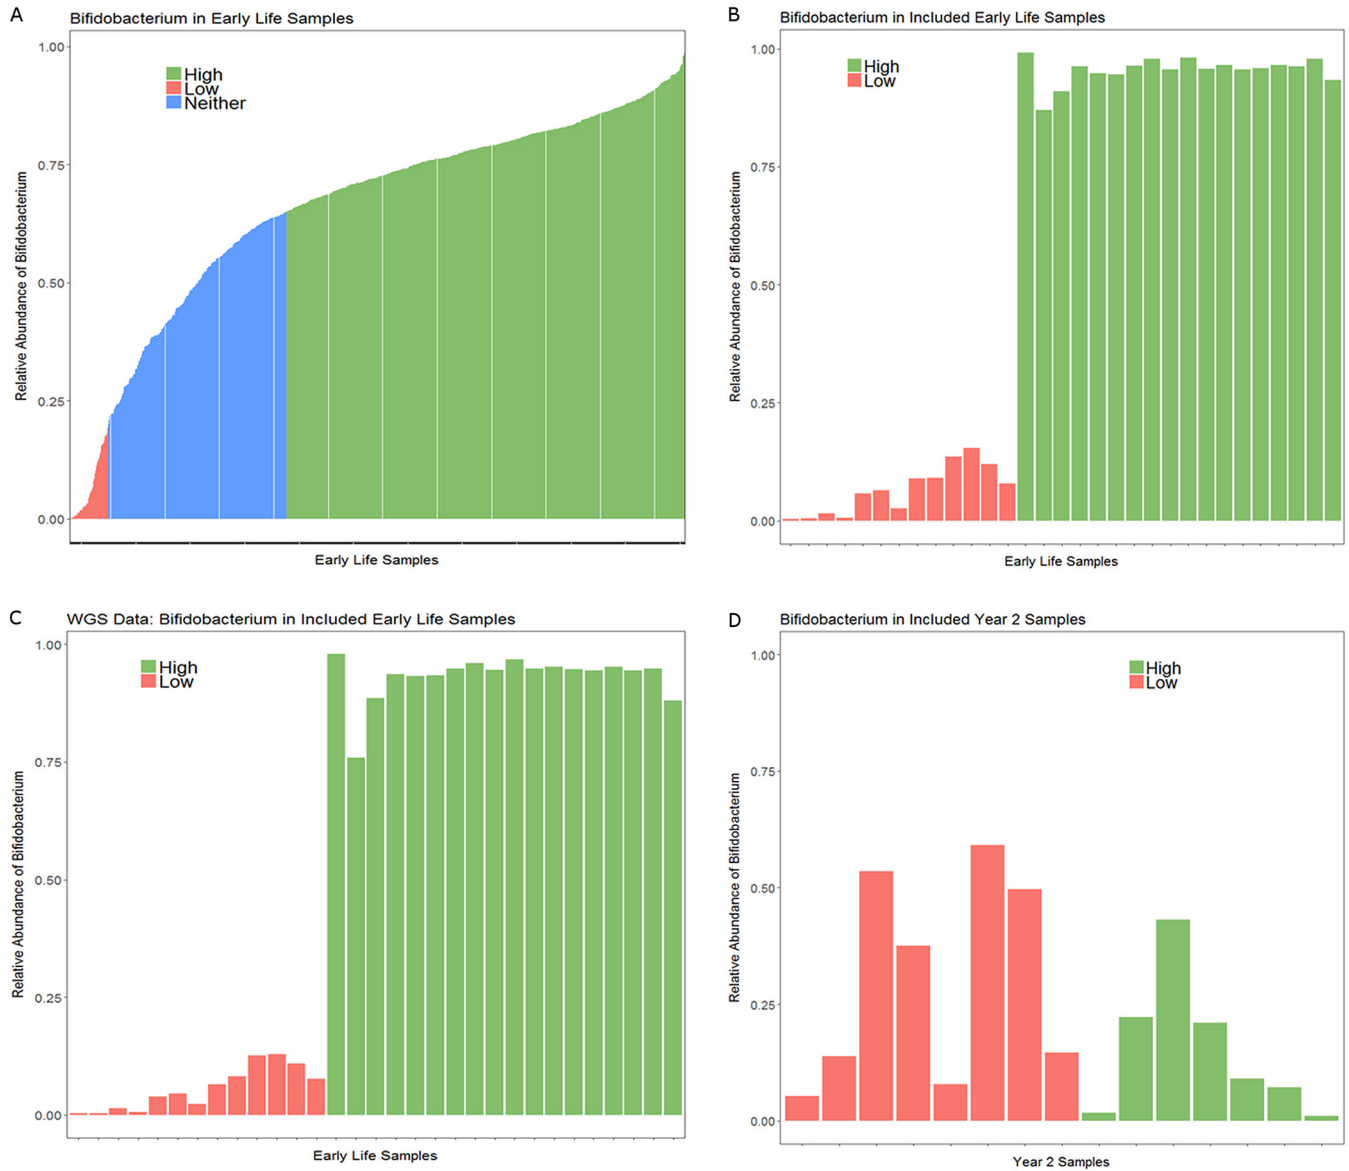 A
Bifidobacterium in Early Life Samples
1.00
0.75
0.50
0.25
0.00
High
Low
Neither
Relative Abundance of Bifidobacterium
Early Life Samples
B
Bifidobacterium in Included Early Life Samples
1.00
0.75
0.50
0.25
0.00
High
Low
Relative Abundance of Bifidobacterium
Early Life Samples
C
WGS Data: Bifidobacterium in Included Early Life Samples
1.00
0.75
0.50
0.25
0.00
High
Low
Relative Abundance of Bifidobacterium
Early Life Samples
D
Bifidobacterium in Included Year 2 Samples
1.00
0.75
0.50
0.25
0.00
High
Low
Relative Abundance of Bifidobacterium
Year 2 Samples